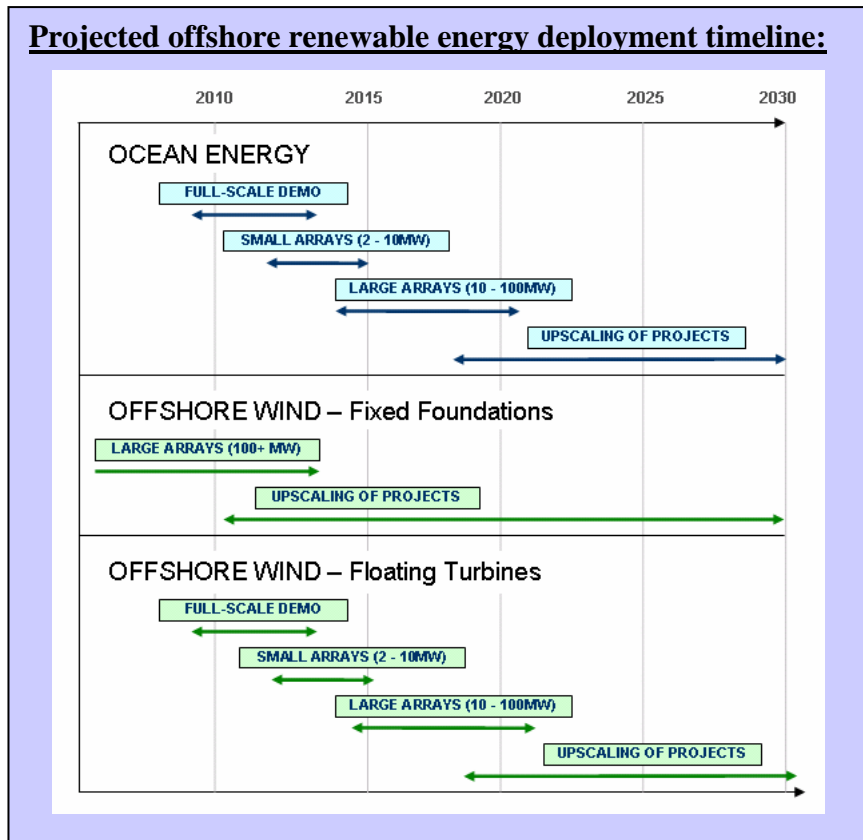 Projected offshore renewable energy deployment timeline:
2010 2015 2020 2025 2030
OCEAN ENERGY
FULL-SCALE DEMO
SMALL ARRAYS (2 - 10MW)
LARGE ARRAYS (10 - 100MW)
UPSCALING OF PROJECTS
OFFSHORE WIND – Fixed Foundations
LARGE ARRAYS (100+ MW)
UPSCALING OF PROJECTS
OFFSHORE WIND – Floating Turbines
FULL-SCALE DEMO
SMALL ARRAYS (2 - 10MW)
LARGE ARRAYS (10 - 100MW)
UPSCALING OF PROJECTS